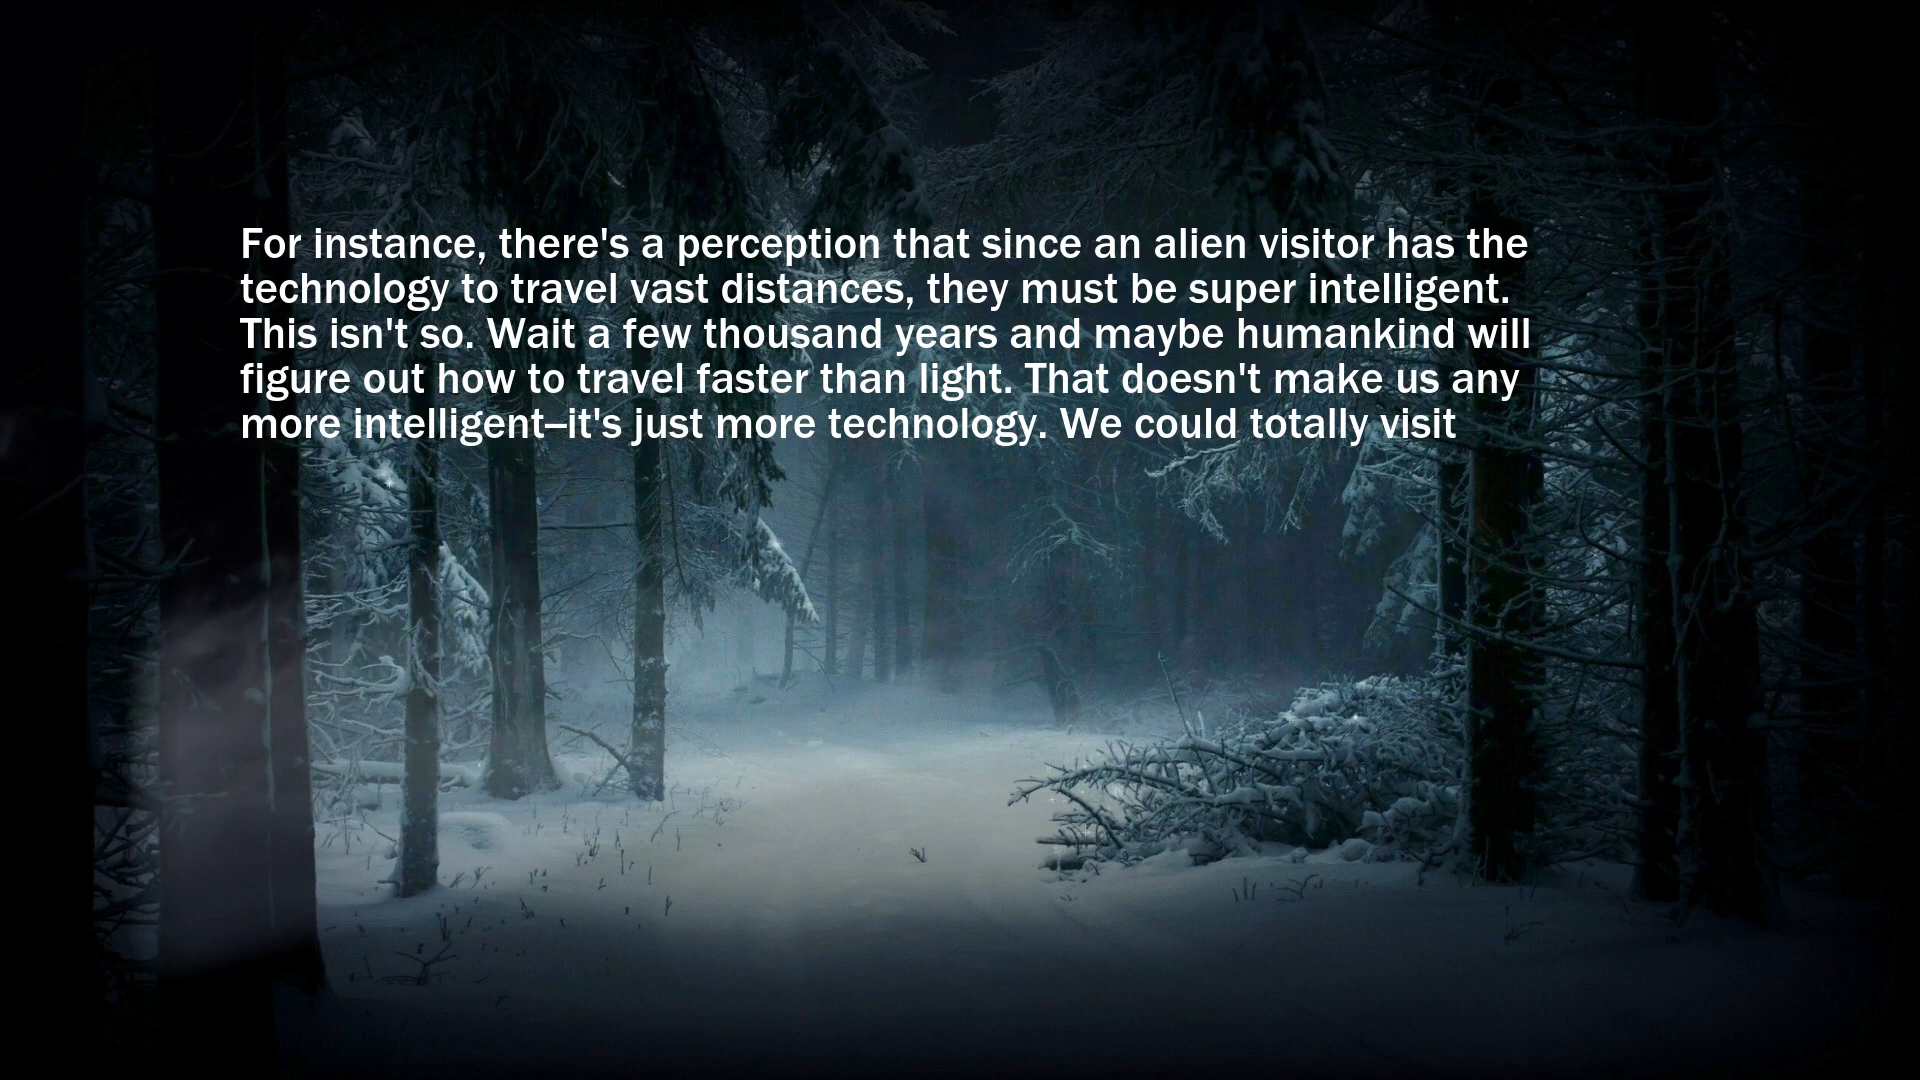 For instance, there's a perception that since an alien visitor has the
technology to travel vast distances, they must be super intelligent.
This isn't so. Wait a few thousand years and maybe humankind will
figure out how to travel faster than light. That doesn't make us any
more intelligent–it's just more technology. We could totally visit